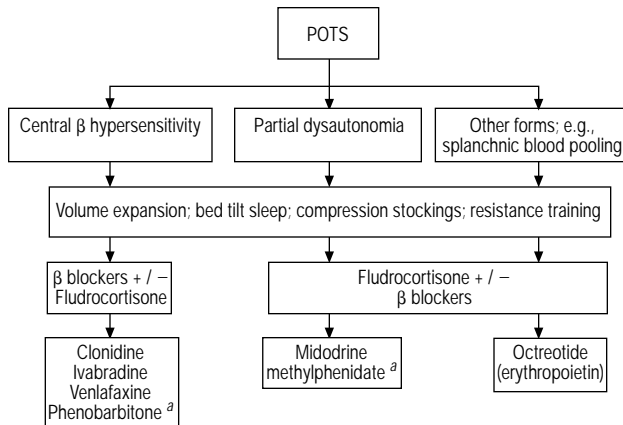 POTS
Central β hypersensitivity
Partial dysautonomia
Other forms; e.g.,
splanchnic blood pooling
Volume expansion; bed tilt sleep; compression stockings; resistance training
β blockers + / −
Fludrocortisone
Fludrocortisone + / −
β blockers
Clonidine
Ivabradine
Venlafaxine
Phenobarbitone a
Midodrine
methylphenidate a
Octreotide
(erythropoietin)